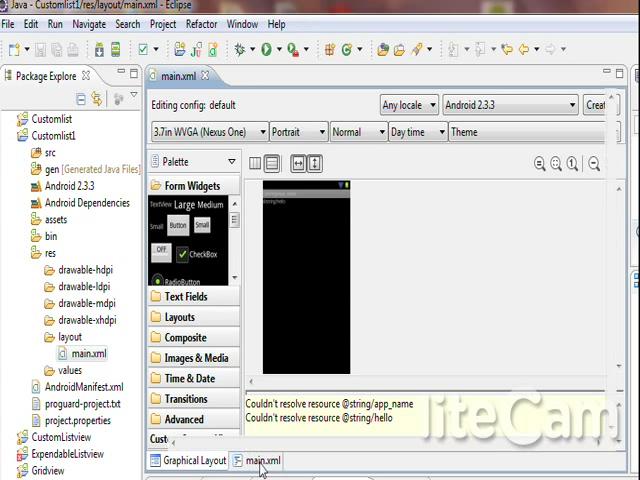 Java - Customlist1/res/layout/main.xml - Eclipse
File Edit Run Navigate Search Project Refactor Window Help
Package Explorer
main.xml
Customlist
Customlist1
src
gen [Generated Java Files]
Android 2.3.3
Android Dependencies
assets
bin
res
drawable-hdpi
drawable-ldpi
drawable-mdpi
drawable-xhdpi
layout
main.xml
values
AndroidManifest.xml
proguard-project.txt
project.properties
CustomListview
ExpendableListview
Gridview
Editing config: default
Any locale
Android 2.3.3
Creat
3.7in WVGA (Nexus One)
Portrait
Normal
Day time
Theme
Palette
Form Widgets
TextView Large Medium
Small Button Small
OFF CheckBox
RadioButton
Text Fields
Layouts
Composite
Images & Media
Time & Date
Transitions
Advanced
Custo
Couldn't resolve resource @string/app_name
Couldn't resolve resource @string/hello
liteCam
Graphical Layout
main.xml